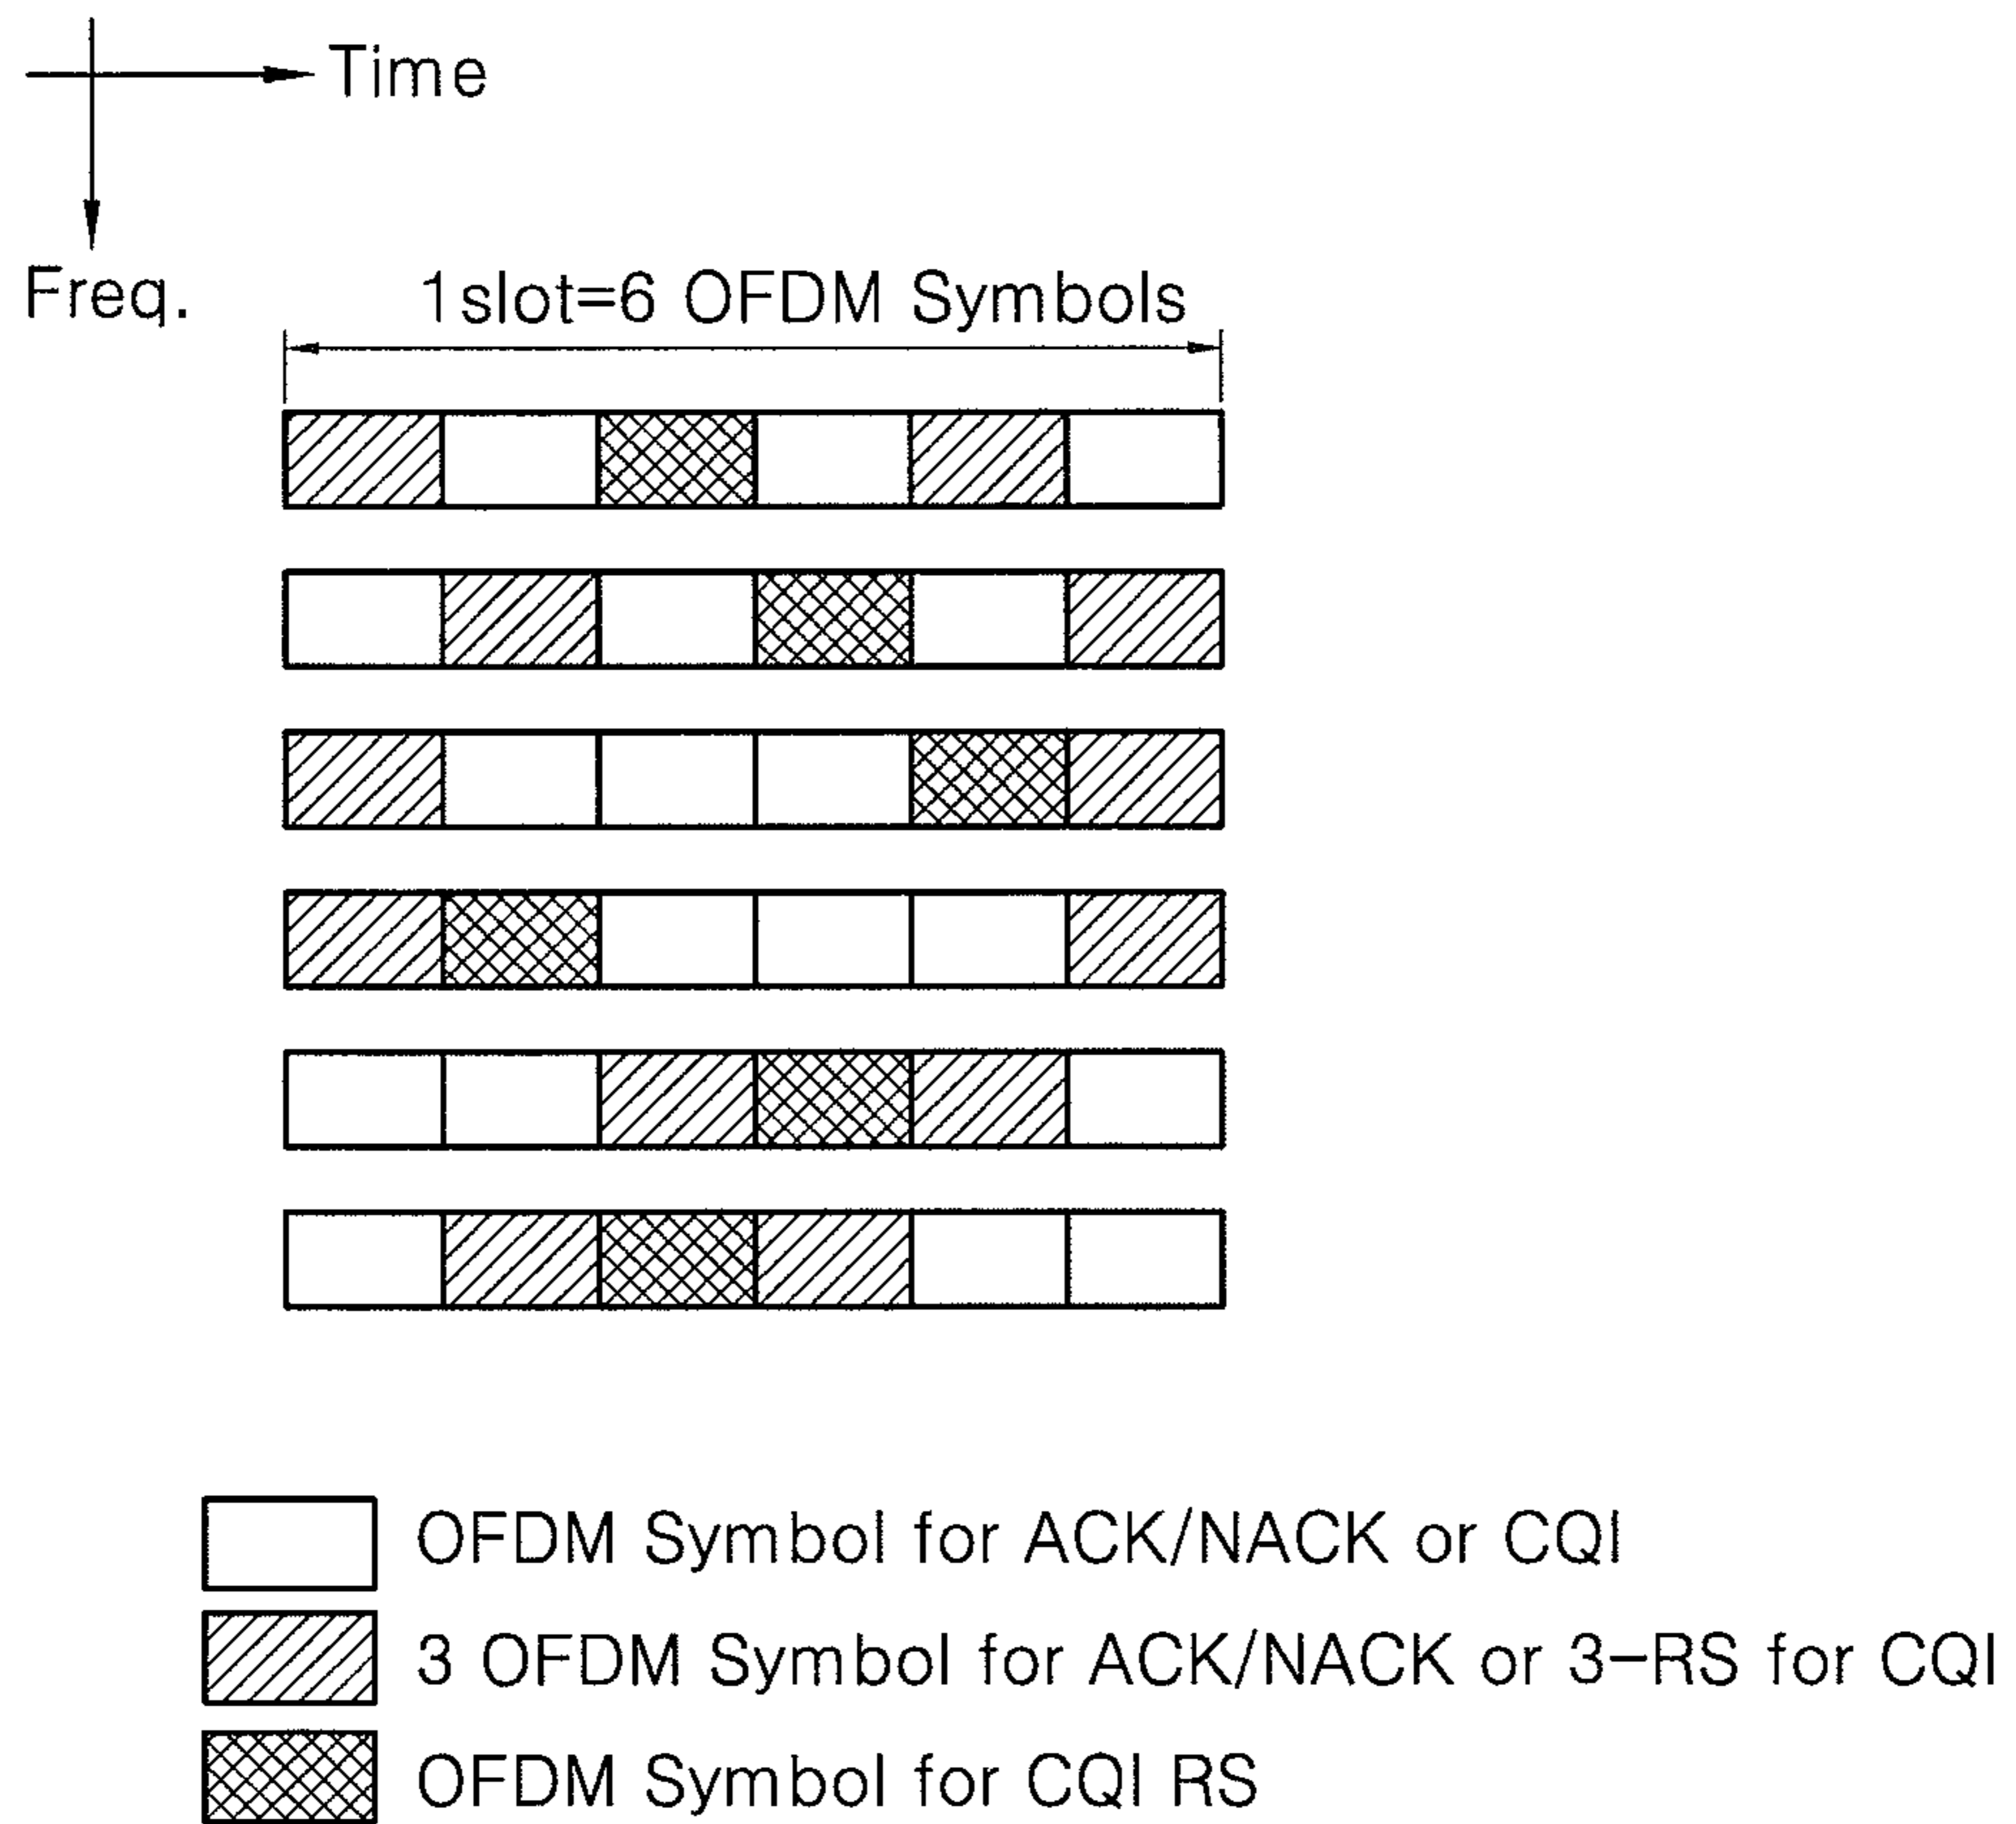 Time
Freq.
1slot=6 OFDM Symbols
OFDM Symbol for ACK/NACK or CQI
3 OFDM Symbol for ACK/NACK or 3-RS for CQI
OFDM Symbol for CQI RS